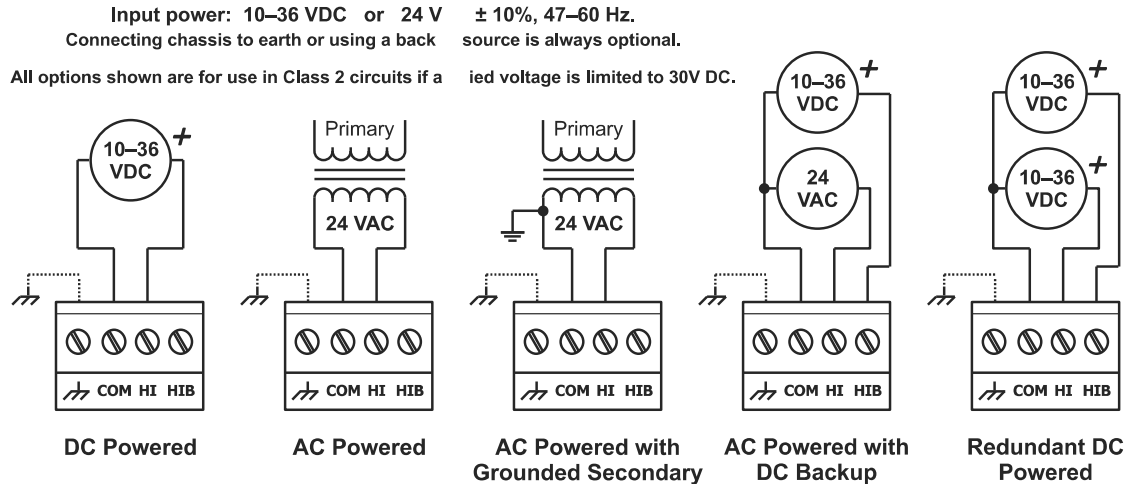 Input power: 10–36 VDC or 24 V ± 10%, 47–60 Hz.
Connecting chassis to earth or using a back source is always optional.
All options shown are for use in Class 2 circuits if a ied voltage is limited to 30V DC.
10–36
VDC
+
COM HI HIB
DC Powered
Primary
24 VAC
COM HI HIB
AC Powered
Primary
24 VAC
COM HI HIB
AC Powered with
Grounded Secondary
10–36
VDC
+
24
VAC
COM HI HIB
AC Powered with
DC Backup
10–36
VDC
+
10–36
VDC
+
COM HI HIB
Redundant DC
Powered